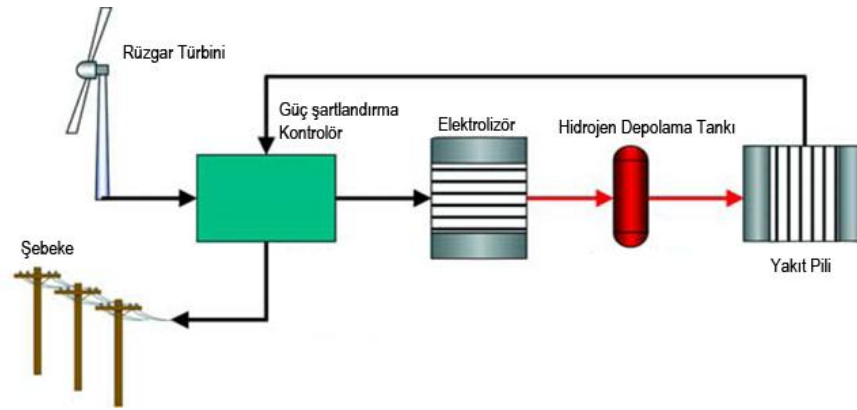 Rüzgar Türbini
Güç şartlandırma
Kontrolör
Elektrolizör
Hidrojen Depolama Tankı
Şebeke
Yakıt Pili